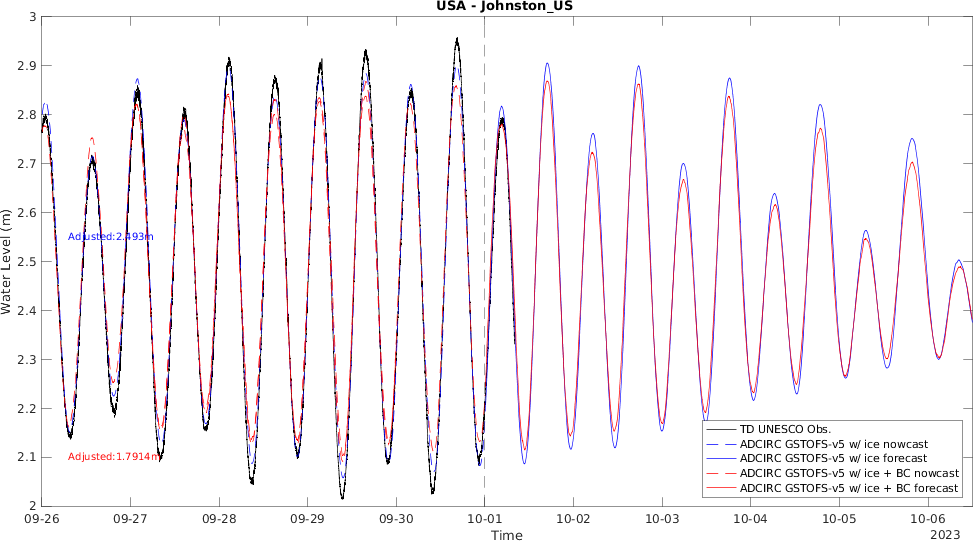 USA - Johnston_US
3
2.9
2.8
2.7
2.6
2.5
2.4
2.3
2.2
2.1
2
Water Level (m)
Adjusted:2.493m
Adjusted:1.7914m
TD UNESCO Obs.
ADCIRC GSTOFS-v5 w/ ice nowcast
ADCIRC GSTOFS-v5 w/ ice forecast
ADCIRC GSTOFS-v5 w/ ice + BC nowcast
ADCIRC GSTOFS-v5 w/ ice + BC forecast
09-26 09-27 09-28 09-29 09-30 10-01 10-02 10-03 10-04 10-05 10-06
Time
2023